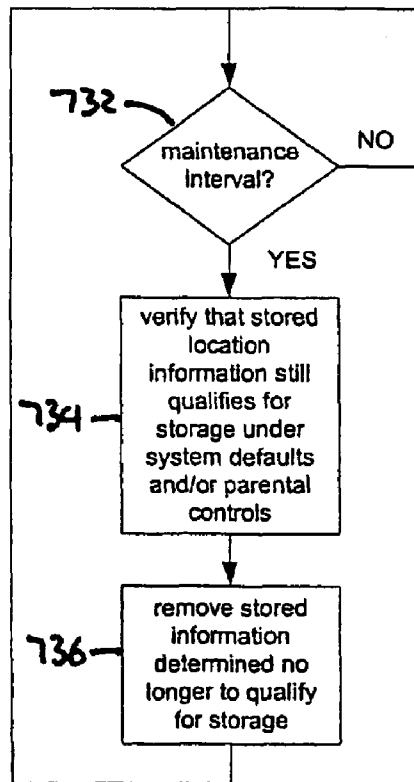 732
maintenance
interval?
NO
YES
verify that stored
location
information still
qualifies for
storage under
system defaults
and/or parental
controls
734
remove stored
information
determined no
longer to qualify
for storage
736